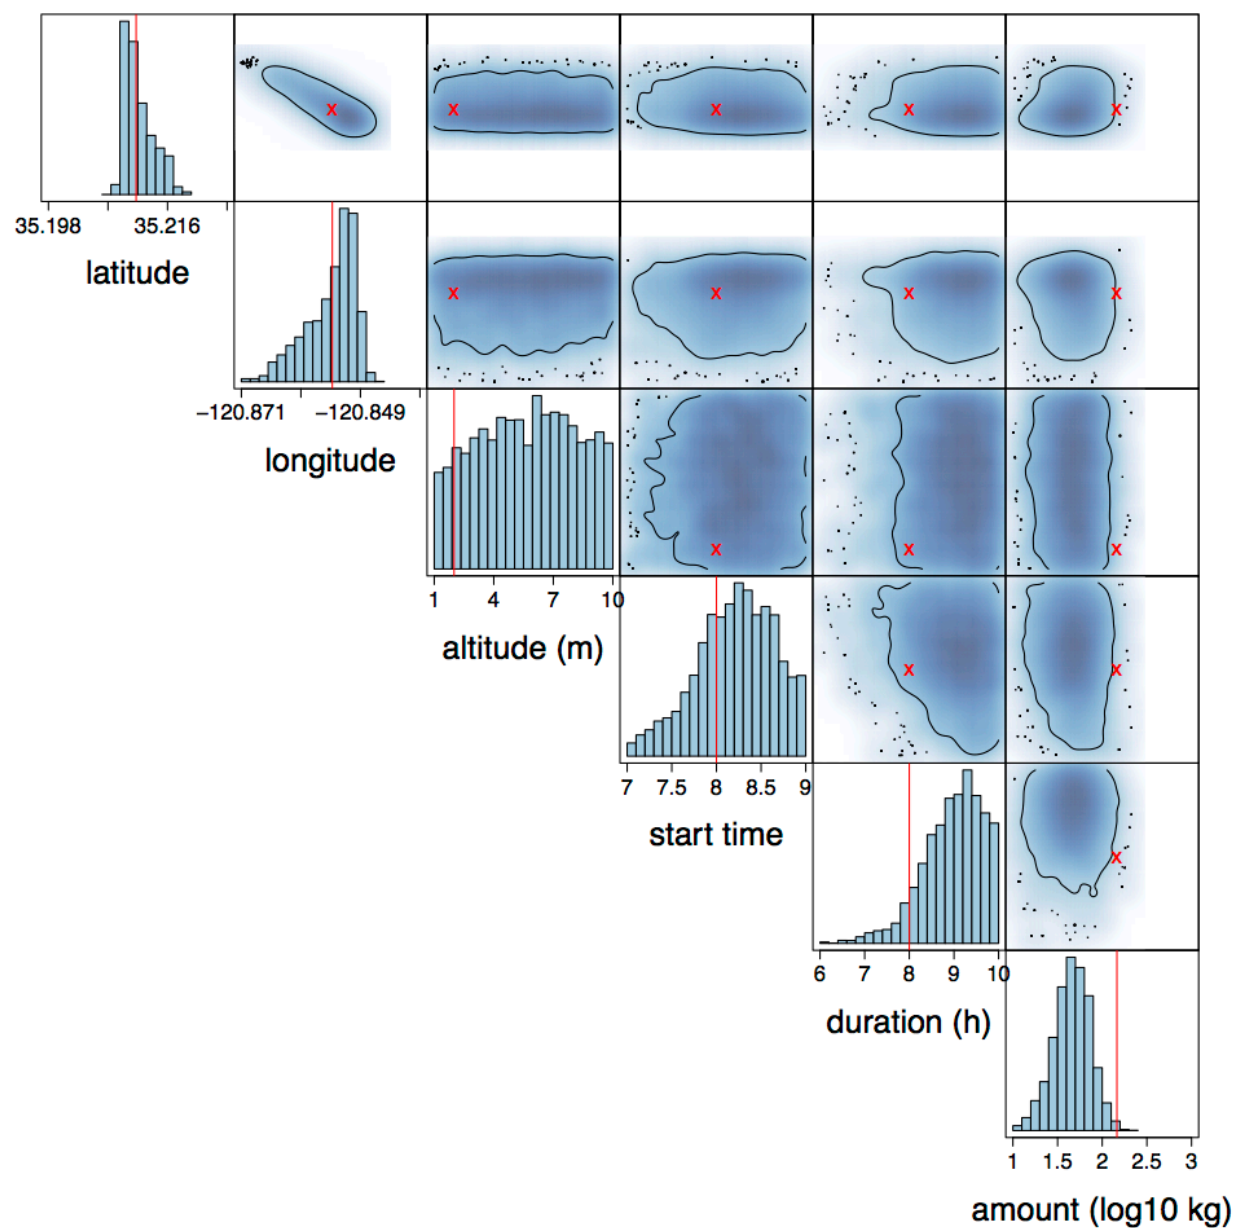 35.198 35.216
latitude
−120.871 −120.849
longitude
1 4 7 10
altitude (m)
7 7.5 8 8.5 9
start time
6 7 8 9 10
duration (h)
1 1.5 2 2.5 3
amount (log10 kg)